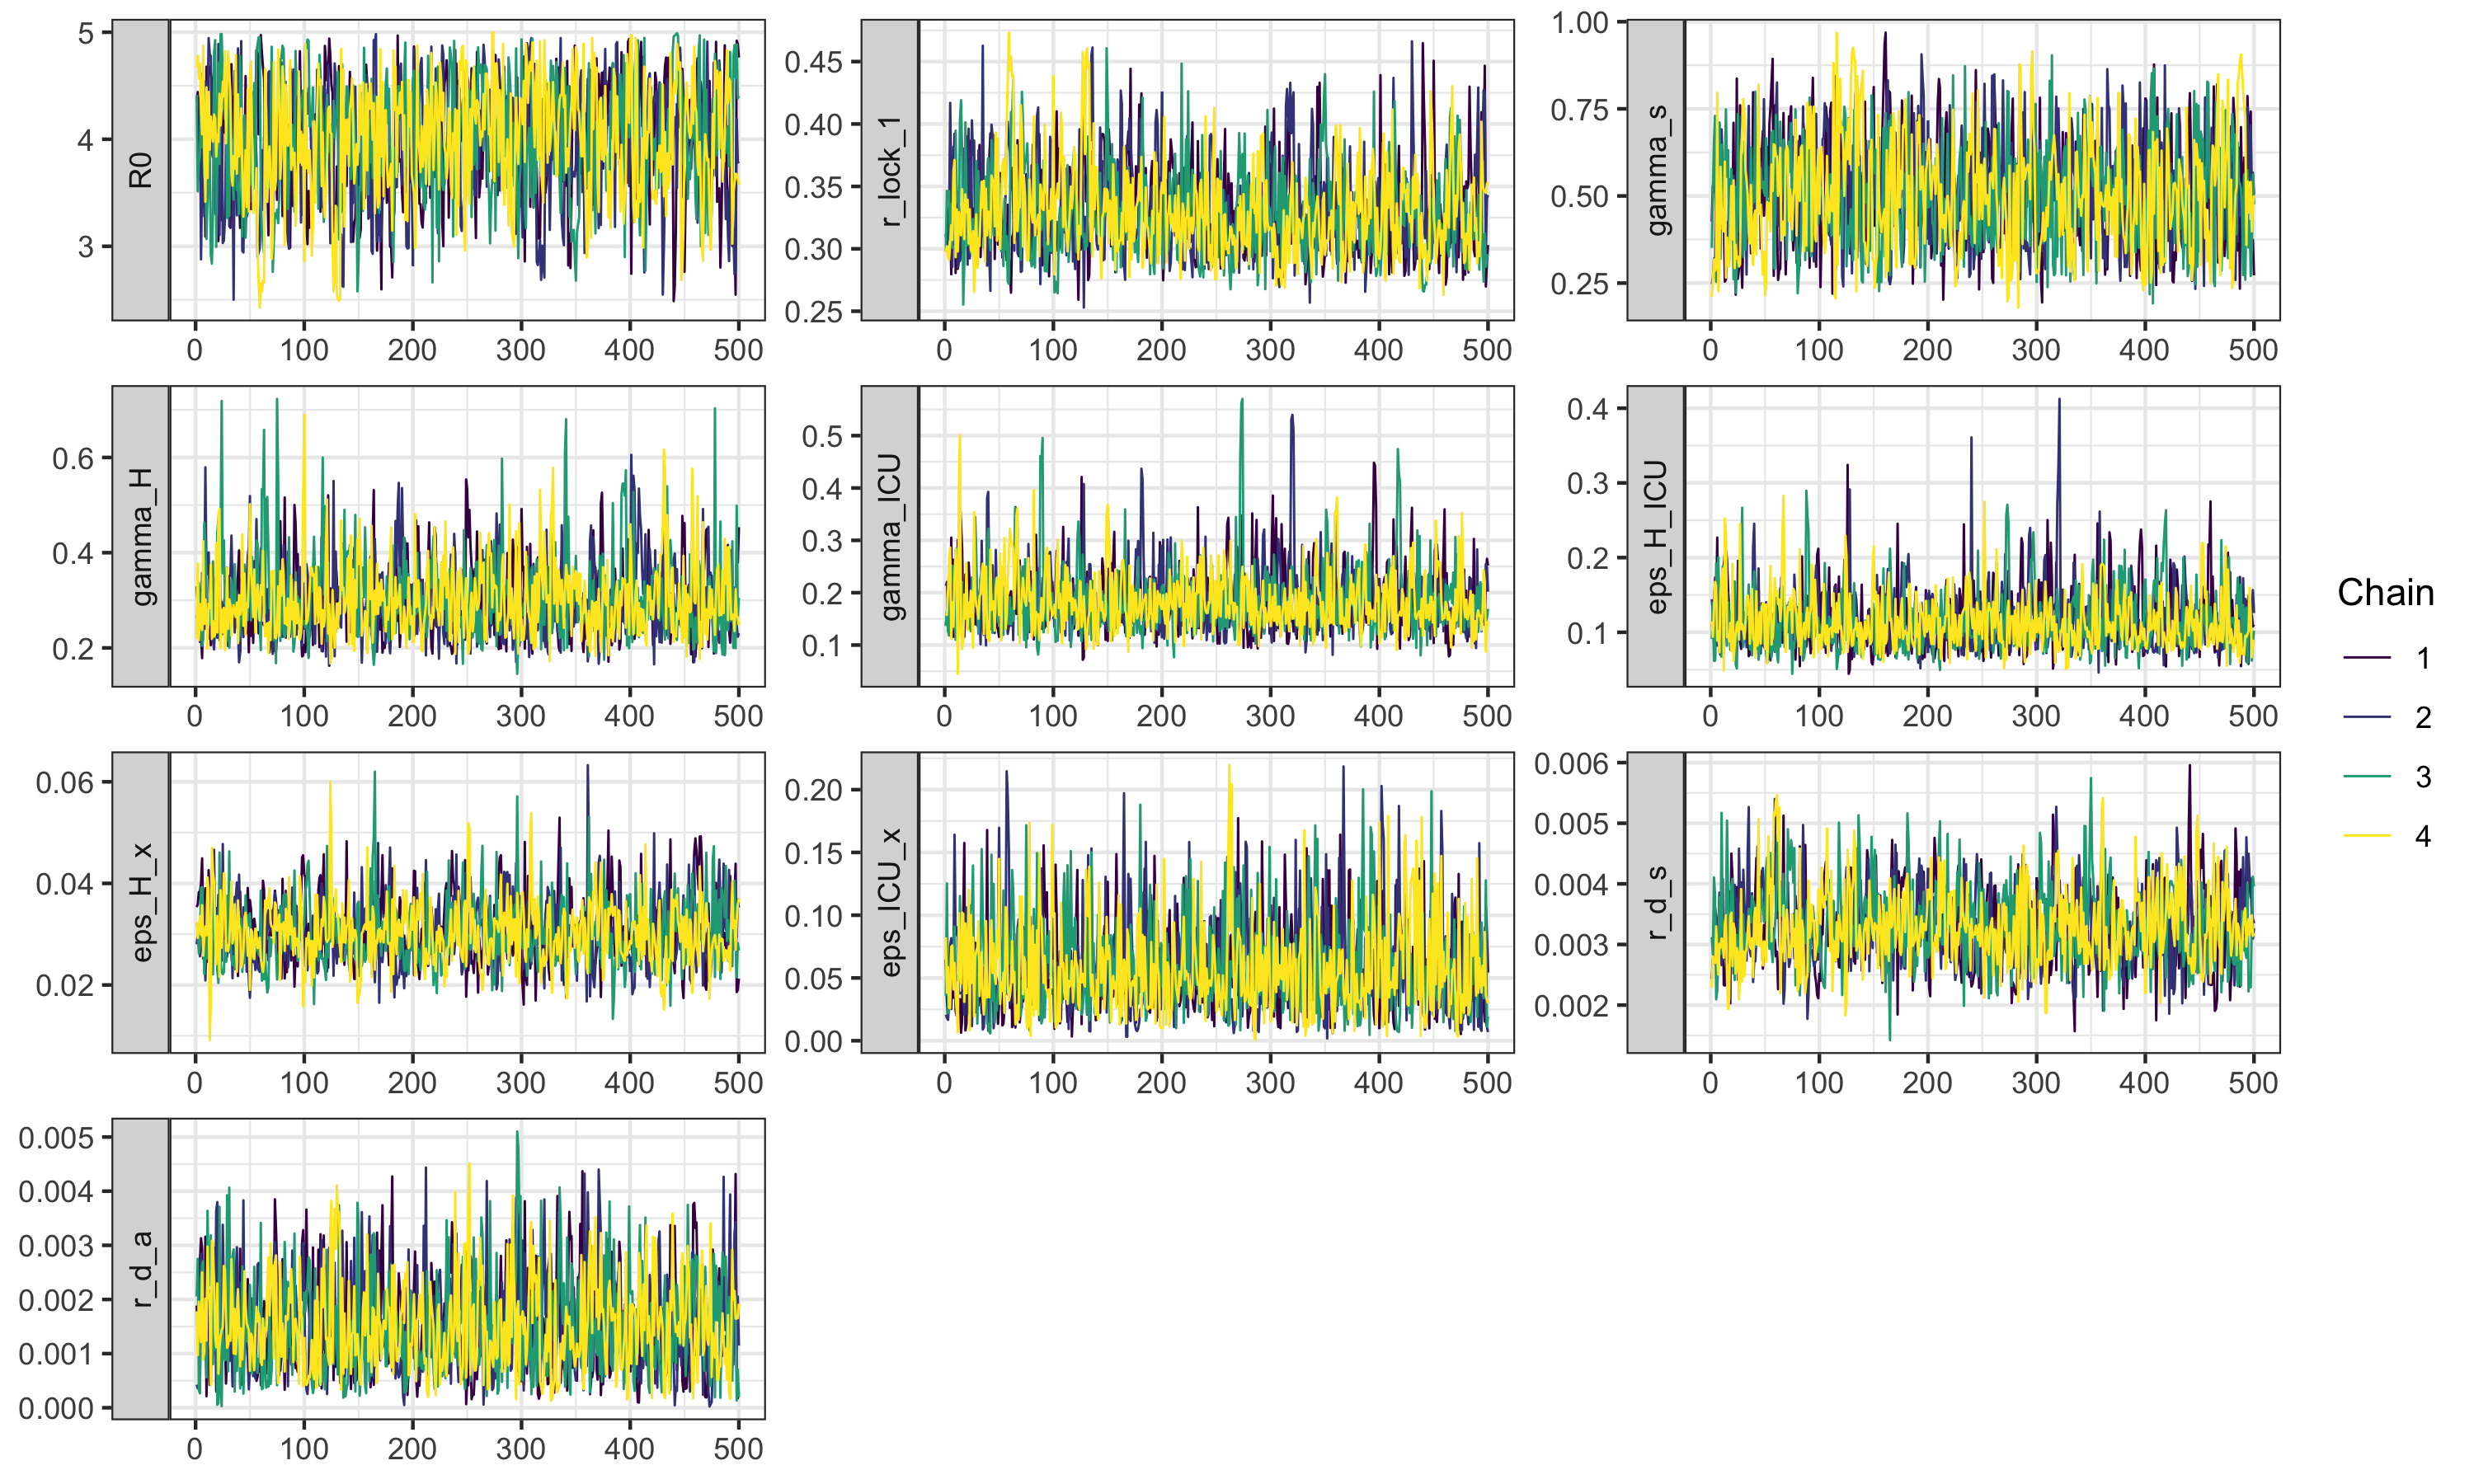 R0
5
4
3
0 100 200 300 400 500
r_lock_1
0.45
0.40
0.35
0.30
0.25
0 100 200 300 400 500
gamma_s
1.00
0.75
0.50
0.25
0 100 200 300 400 500
gamma_H
0.6
0.4
0.2
0 100 200 300 400 500
gamma_ICU
0.5
0.4
0.3
0.2
0.1
0 100 200 300 400 500
eps_H_ICU
0.4
0.3
0.2
0.1
0 100 200 300 400 500
eps_H_x
0.06
0.04
0.02
0 100 200 300 400 500
eps_ICU_x
0.20
0.15
0.10
0.05
0.00
0 100 200 300 400 500
r_d_s
0.006
0.005
0.004
0.003
0.002
0 100 200 300 400 500
r_d_a
0.005
0.004
0.003
0.002
0.001
0.000
0 100 200 300 400 500
Chain
1
2
3
4